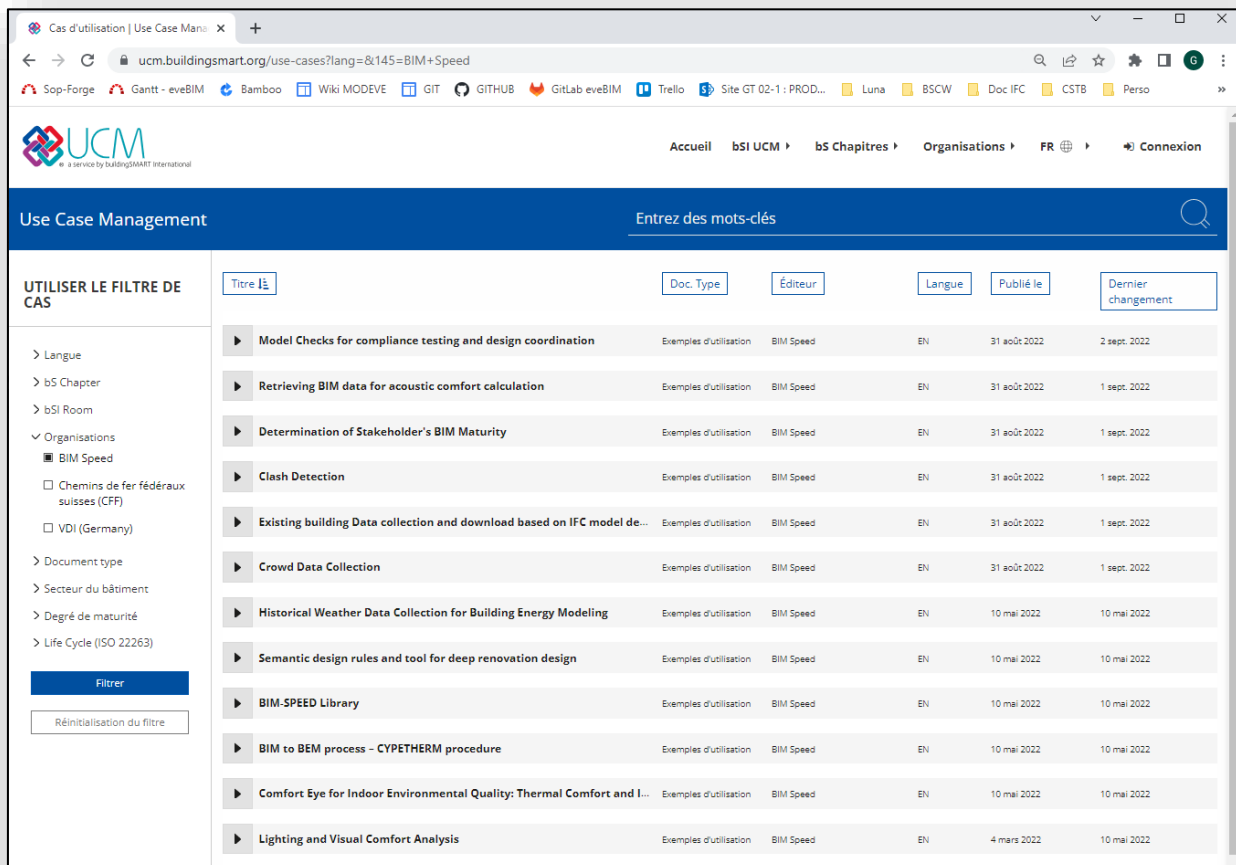 Cas d'utilisation | Use Case Mana
ucm.buildingsmart.org/use-cases?lang=&145=BIM+Speed
G
Sop-Forge Gantt - eveBIM Bamboo Wiki MODEVE GIT GITHUB GitLab eveBIM Trello Site GT 02-1 : PROD... Luna BSCW Doc IFC CSTB Perso »
UCM
a service by buildingSMART International
Accueil bSI UCM bS Chapitres Organisations FR Connexion
Use Case Management
Entrez des mots-clés
UTILISER LE FILTRE DE
CAS
Langue
bS Chapter
bSI Room
Organisations
BIM Speed
Chemins de fer fédéraux
suisses (CFF)
VDI (Germany)
Document type
Secteur du bâtiment
Degré de maturité
Life Cycle (ISO 22263)
Filtrer
Réinitialisation du filtre
Titre Doc. Type Éditeur Langue Publié le Dernier
changement
Model Checks for compliance testing and design coordination Exemples d'utilisation BIM Speed EN 31 août 2022 2 sept. 2022
Retrieving BIM data for acoustic comfort calculation Exemples d'utilisation BIM Speed EN 31 août 2022 1 sept. 2022
Determination of Stakeholder's BIM Maturity Exemples d'utilisation BIM Speed EN 31 août 2022 1 sept. 2022
Clash Detection Exemples d'utilisation BIM Speed EN 31 août 2022 1 sept. 2022
Existing building Data collection and download based on IFC model de... Exemples d'utilisation BIM Speed EN 31 août 2022 1 sept. 2022
Crowd Data Collection Exemples d'utilisation BIM Speed EN 31 août 2022 1 sept. 2022
Historical Weather Data Collection for Building Energy Modeling Exemples d'utilisation BIM Speed EN 10 mai 2022 10 mai 2022
Semantic design rules and tool for deep renovation design Exemples d'utilisation BIM Speed EN 10 mai 2022 10 mai 2022
BIM-SPEED Library Exemples d'utilisation BIM Speed EN 10 mai 2022 10 mai 2022
BIM to BEM process – CYPETHERM procedure Exemples d'utilisation BIM Speed EN 10 mai 2022 10 mai 2022
Comfort Eye for Indoor Environmental Quality: Thermal Comfort and I... Exemples d'utilisation BIM Speed EN 10 mai 2022 10 mai 2022
Lighting and Visual Comfort Analysis Exemples d'utilisation BIM Speed EN 4 mars 2022 10 mai 2022